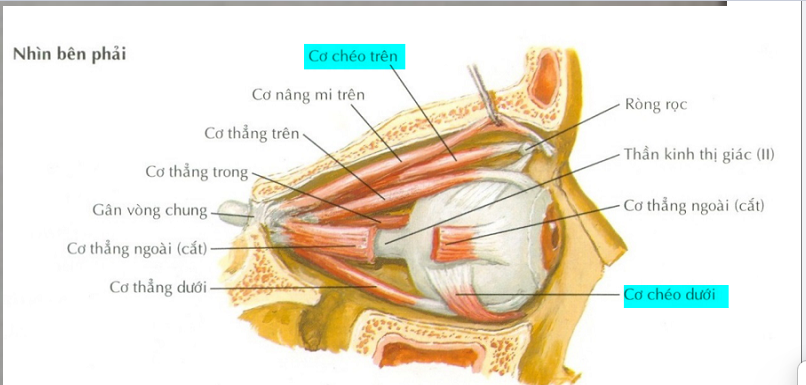 Nhìn bên phải
Cơ chéo trên
Cơ nâng mi trên
Cơ thẳng trên
Cơ thẳng trong
Gân vòng chung
Cơ thẳng ngoài (cắt)
Cơ thẳng dưới
Ròng rọc
Thần kinh thị giác (II)
Cơ thẳng ngoài (cắt)
Cơ chéo dưới